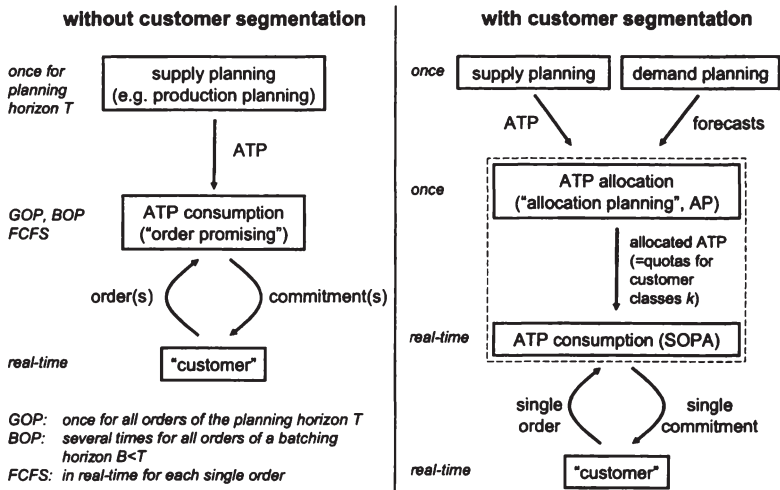 without customer segmentation
once for
planning
horizon T
supply planning
(e.g. production planning)
ATP
GOP, BOP
FCFS
ATP consumption
("order promising")
order(s)
commitment(s)
real-time
"customer"
GOP: once for all orders of the planning horizon T
BOP: several times for all orders of a batching
horizon B<T
FCFS: in real-time for each single order
with customer segmentation
once
supply planning
demand planning
ATP
forecasts
once
ATP allocation
("allocation planning", AP)
allocated ATP
(=quotas for
customer
classes k)
real-time
ATP consumption (SOPA)
single
order
single
commitment
real-time
"customer"